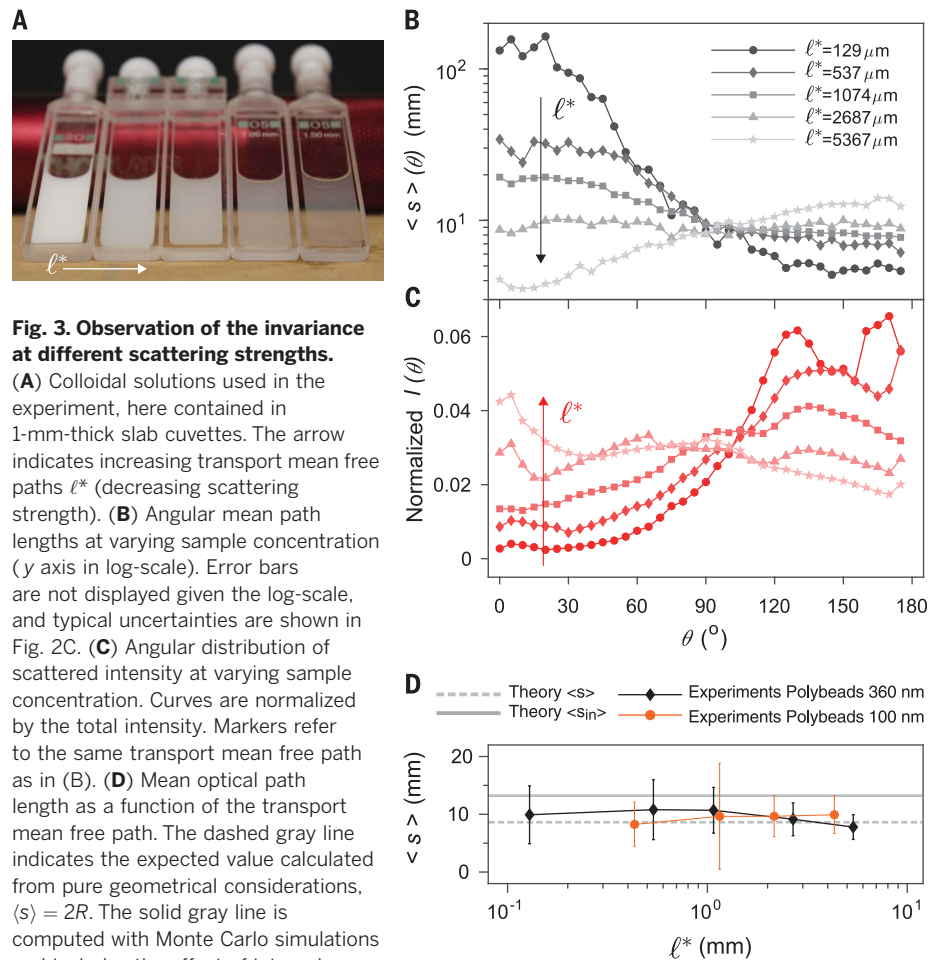 A
20
OS
1.00mm
OS
1.00mm
ℓ*
Fig. 3. Observation of the invariance
at different scattering strengths.
(A) Colloidal solutions used in the
experiment, here contained in
1-mm-thick slab cuvettes. The arrow
indicates increasing transport mean free
paths ℓ* (decreasing scattering
strength). (B) Angular mean path
lengths at varying sample concentration
(y axis in log-scale). Error bars
are not displayed given the log-scale,
and typical uncertainties are shown in
Fig. 2C. (C) Angular distribution of
scattered intensity at varying sample
concentration. Curves are normalized
by the total intensity. Markers refer
to the same transport mean free path
as in (B). (D) Mean optical path
length as a function of the transport
mean free path. The dashed gray line
indicates the expected value calculated
from pure geometrical considerations,
⟨s⟩ = 2R. The solid gray line is
computed with Monte Carlo simulations
B
< s > (θ) (mm)
10²
10¹
ℓ*
ℓ*=129 μm
ℓ*=537 μm
ℓ*=1074 μm
ℓ*=2687 μm
ℓ*=5367 μm
C
Normalized I (θ)
0.06
0.04
0.02
0
ℓ*
0 30 60 90 120 150 180
θ (°)
D
Theory <s>
Theory <s_in>
Experiments Polybeads 360 nm
Experiments Polybeads 100 nm
< s > (mm)
20
10
0
10⁻¹ 10⁰ 10¹
ℓ* (mm)